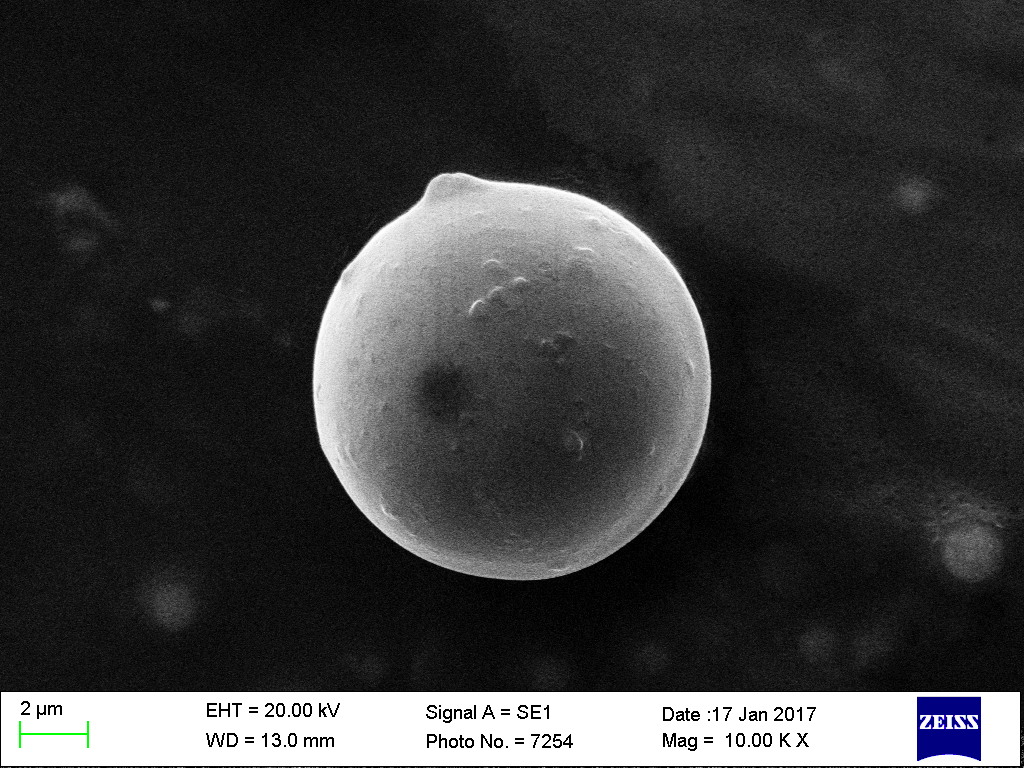 2 µm
EHT = 20.00 kV
WD = 13.0 mm
Signal A = SE1
Photo No. = 7254
Date :17 Jan 2017
Mag = 10.00 K X
ZEISS